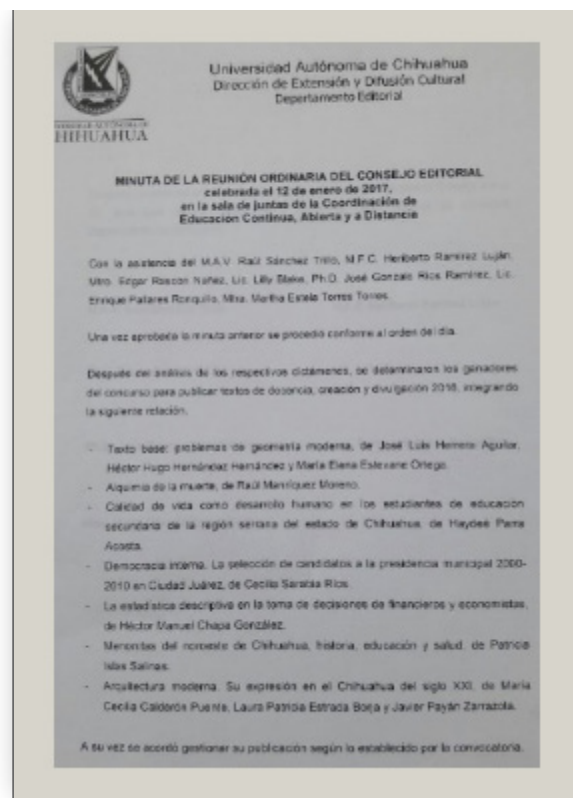 Universidad Autónoma de Chihuahua
Dirección de Extensión y Difusión Cultural
Departamento Editorial
UNIVERSIDAD AUTÓNOMA DE
CHIHUAHUA
MINUTA DE LA REUNIÓN ORDINARIA DEL CONSEJO EDITORIAL
celebrada el 12 de enero de 2017,
en la sala de juntas de la Coordinación de
Educación Continua, Abierta y a Distancia
Con la asistencia del M.A.V. Raúl Sánchez Trillo, M.F.C. Heriberto Ramírez Luján,
Mtro. Edgar Rascón Núñez, Lic. Lilly Blake, Ph.D. José Gonzalo Ríos Ramírez, Lic.
Enrique Pallares Ronquillo, Mtra. Martha Estela Torres Torres.
Una vez aprobada la minuta anterior se procedió conforme al orden del día.
Después del análisis de los respectivos dictámenes, se determinaron los ganadores
del concurso para publicar textos de docencia, creación y divulgación 2016, integrando
la siguiente relación.
- Texto base: problemas de geometría moderna, de José Luis Herrera Aguilar,
Héctor Hugo Hernández Hernández y María Elena Estavane Ortega.
- Alquimia de la muerte, de Raúl Manríquez Moreno.
- Calidad de vida como desarrollo humano en los estudiantes de educación
secundaria de la región serrana del estado de Chihuahua, de Haydeé Parra
Acosta.
- Democracia interna. La selección de candidatos a la presidencia municipal 2000-
2010 en Ciudad Juárez, de Cecilia Sarabia Ríos.
- La estadística descriptiva en la toma de decisiones de financieros y economistas,
de Héctor Manuel Chapa González.
- Menonitas del noroeste de Chihuahua, historia, educación y salud, de Patricia
Islas Salinas.
- Arquitectura moderna. Su expresión en el Chihuahua del siglo XXI, de María
Cecilia Calderón Puente, Laura Patricia Estrada Borja y Javier Payán Zarrazola.
A su vez se acordó gestionar su publicación según lo establecido por la convocatoria.